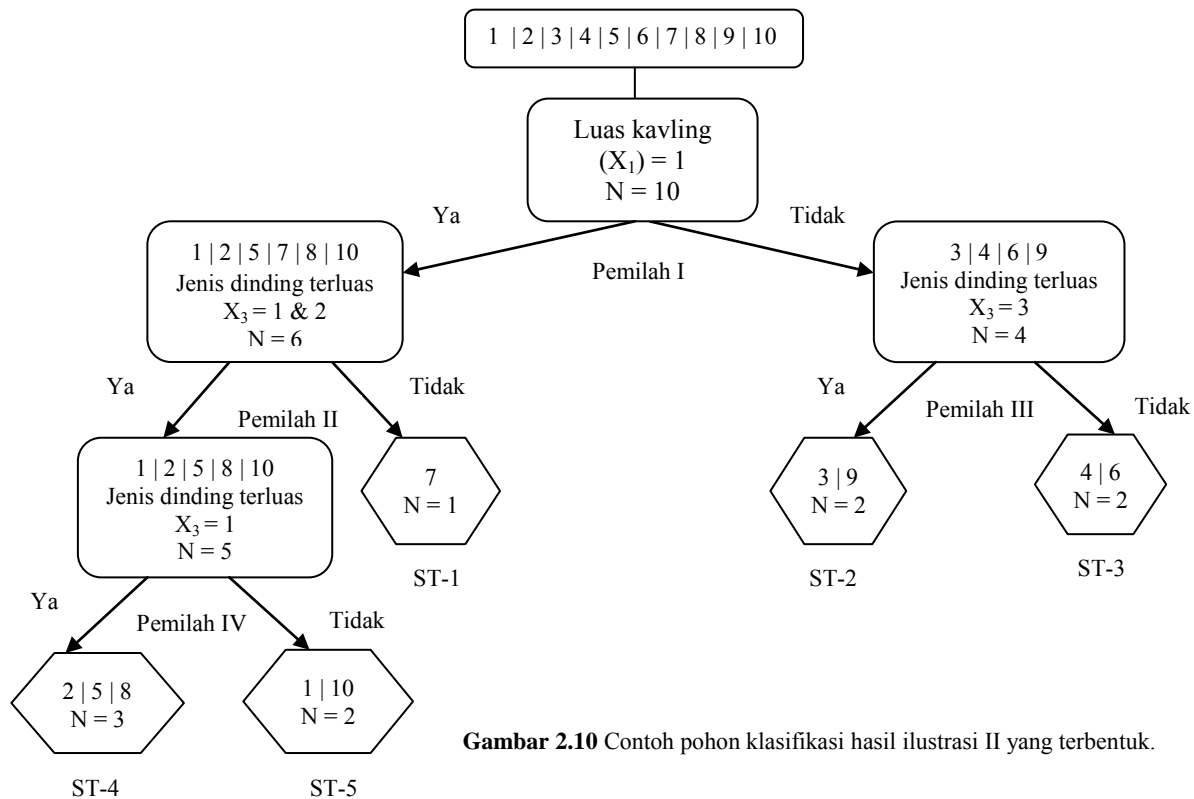 1 | 2 | 3 | 4 | 5 | 6 | 7 | 8 | 9 | 10
Luas kavling
(X₁) = 1
N = 10
Ya
Tidak
Pemilah I
1 | 2 | 5 | 7 | 8 | 10
Jenis dinding terluas
X₃ = 1 & 2
N = 6
3 | 4 | 6 | 9
Jenis dinding terluas
X₃ = 3
N = 4
Ya
Tidak
Pemilah II
Ya
Tidak
Pemilah III
1 | 2 | 5 | 8 | 10
Jenis dinding terluas
X₃ = 1
N = 5
7
N = 1
ST-1
3 | 9
N = 2
ST-2
4 | 6
N = 2
ST-3
Ya
Tidak
Pemilah IV
2 | 5 | 8
N = 3
ST-4
1 | 10
N = 2
ST-5
Gambar 2.10 Contoh pohon klasifikasi hasil ilustrasi II yang terbentuk.